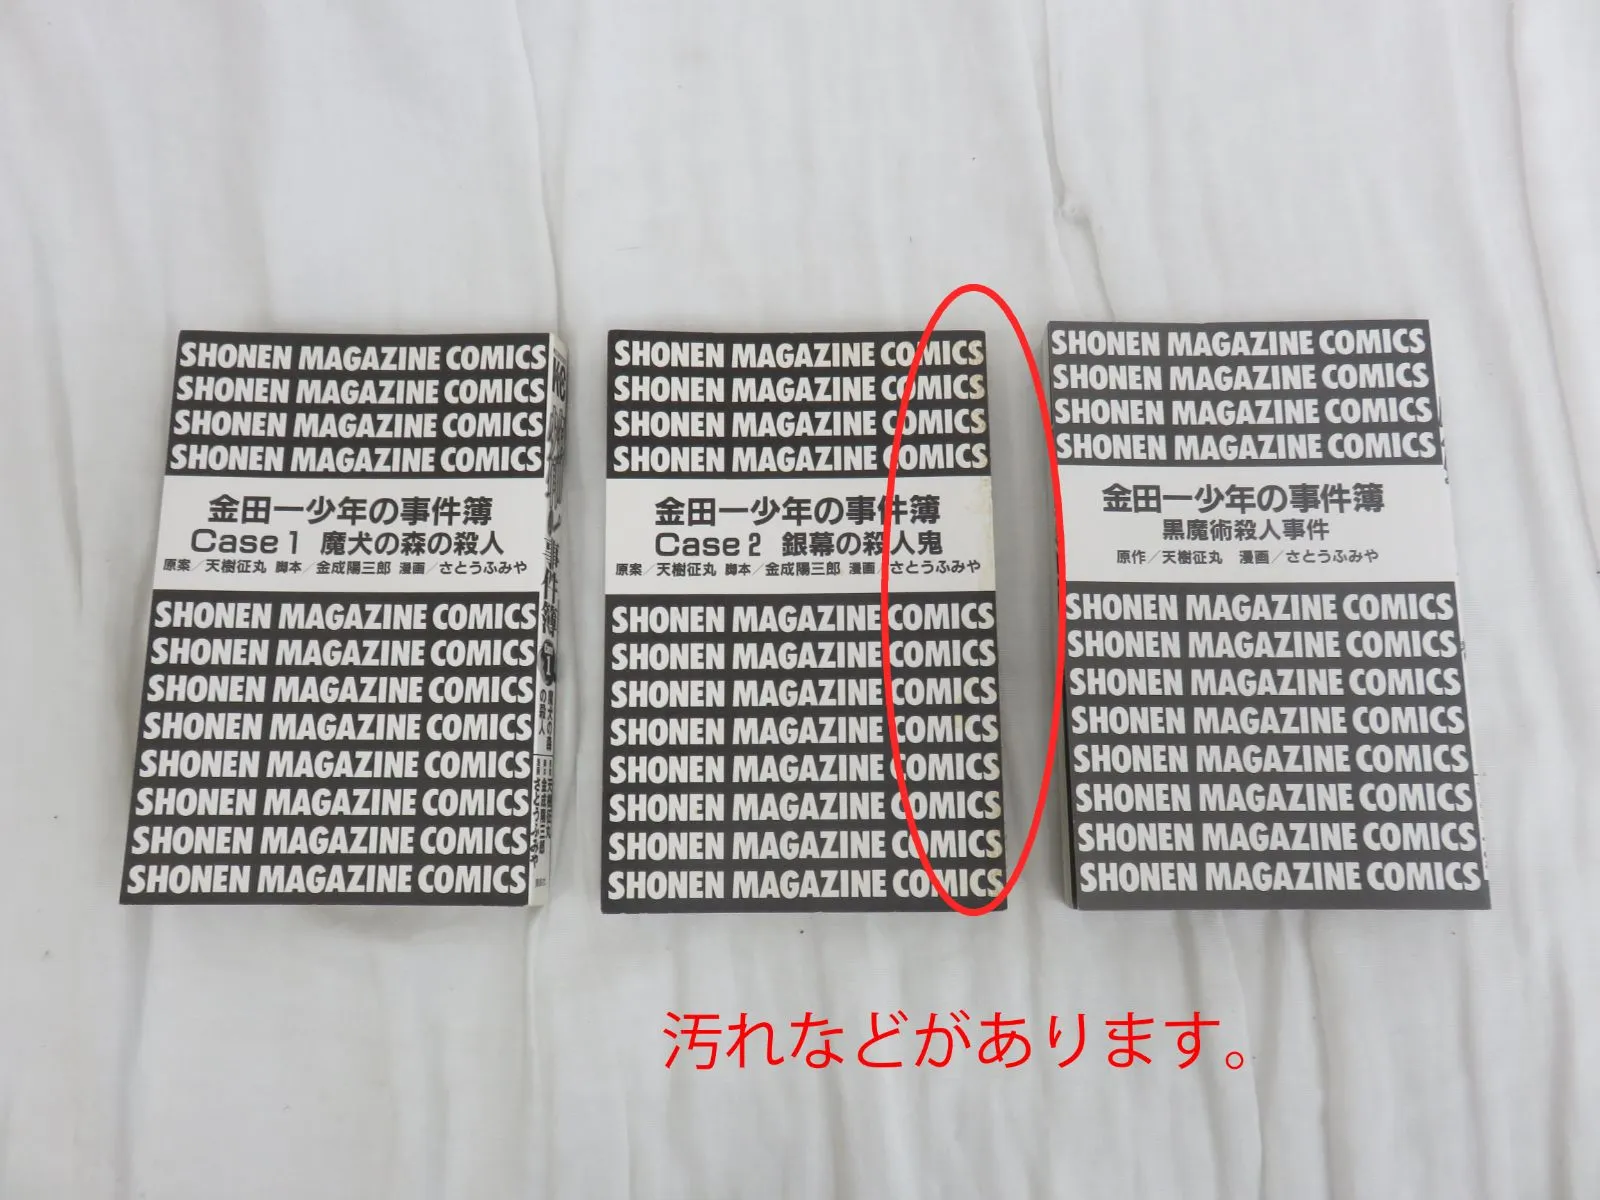 SHONEN MAGAZINE COMICS
SHONEN MAGAZINE COMICS
SHONEN MAGAZINE COMICS
SHONEN MAGAZINE COMICS
金田一少年の事件簿
Case1 魔犬の森の殺人
原案/天樹征丸 脚本/金成陽三郎 漫画/さとうふみや
SHONEN MAGAZINE COMICS
SHONEN MAGAZINE COMICS
SHONEN MAGAZINE COMICS
SHONEN MAGAZINE COMICS
SHONEN MAGAZINE COMICS
SHONEN MAGAZINE COMICS
SHONEN MAGAZINE COMICS
SHONEN MAGAZINE COMICS
SHONEN MAGAZINE COMICS
SHONEN MAGAZINE COMICS
SHONEN MAGAZINE COMICS
SHONEN MAGAZINE COMICS
金田一少年の事件簿
Case2 銀幕の殺人鬼
原案/天樹征丸 脚本/金成陽三郎 漫画/さとうふみや
SHONEN MAGAZINE COMICS
SHONEN MAGAZINE COMICS
SHONEN MAGAZINE COMICS
SHONEN MAGAZINE COMICS
SHONEN MAGAZINE COMICS
SHONEN MAGAZINE COMICS
SHONEN MAGAZINE COMICS
SHONEN MAGAZINE COMICS
SHONEN MAGAZINE COMICS
SHONEN MAGAZINE COMICS
SHONEN MAGAZINE COMICS
SHONEN MAGAZINE COMICS
金田一少年の事件簿
黒魔術殺人事件
原作/天樹征丸 漫画/さとうふみや
SHONEN MAGAZINE COMICS
SHONEN MAGAZINE COMICS
SHONEN MAGAZINE COMICS
SHONEN MAGAZINE COMICS
SHONEN MAGAZINE COMICS
SHONEN MAGAZINE COMICS
SHONEN MAGAZINE COMICS
SHONEN MAGAZINE COMICS
汚れなどがあります。